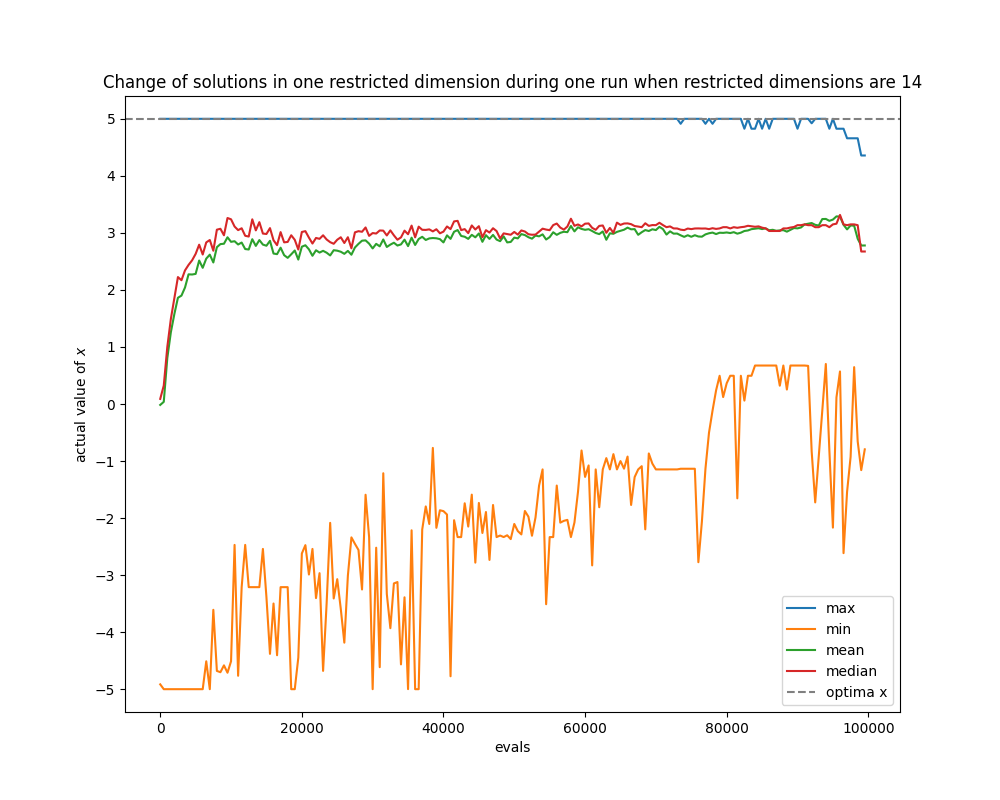 Change of solutions in one restricted dimension during one run when restricted dimensions are 14
5
4
3
2
1
0
−1
−2
−3
−4
−5
actual value of x
0 20000 40000 60000 80000 100000
evals
max
min
mean
median
optima x